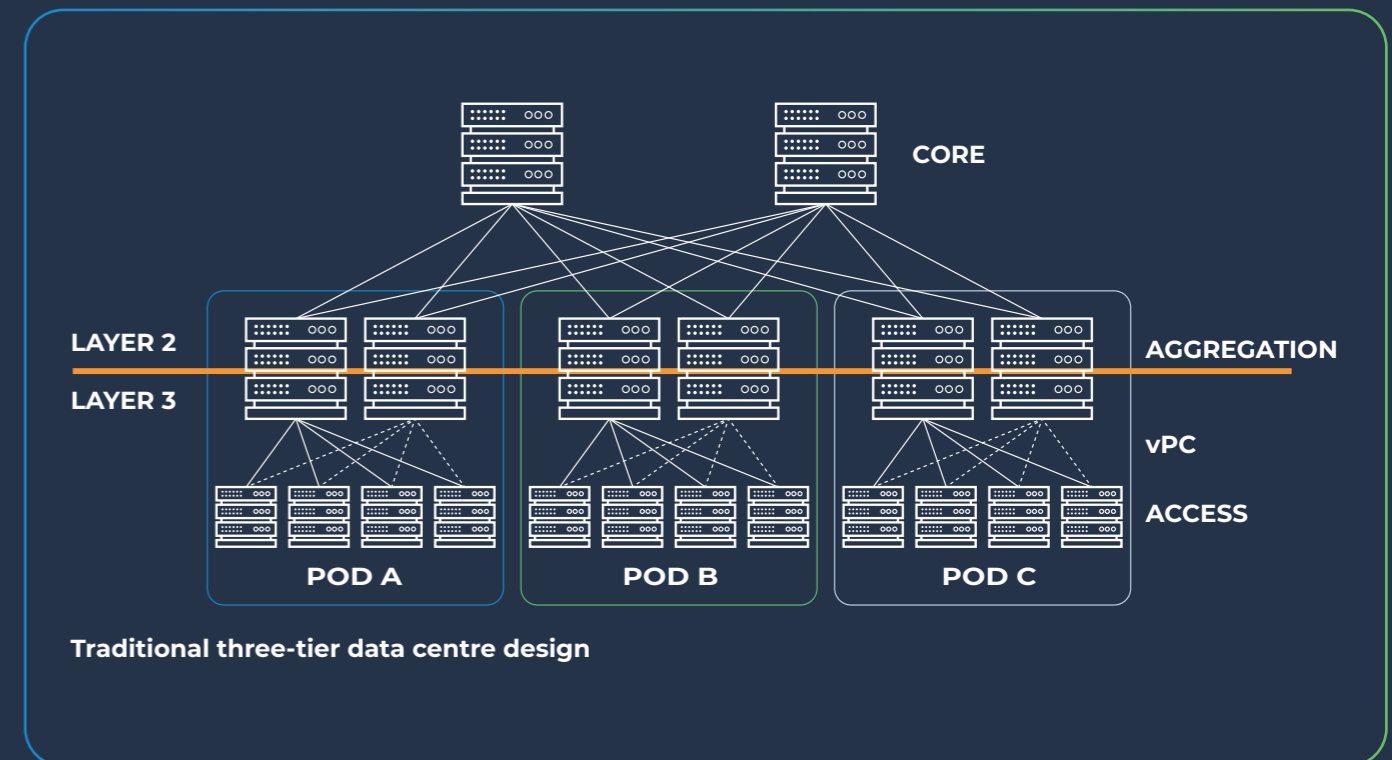 CORE
LAYER 2
AGGREGATION
LAYER 3
vPC
ACCESS
POD A
POD B
POD C
Traditional three-tier data centre design